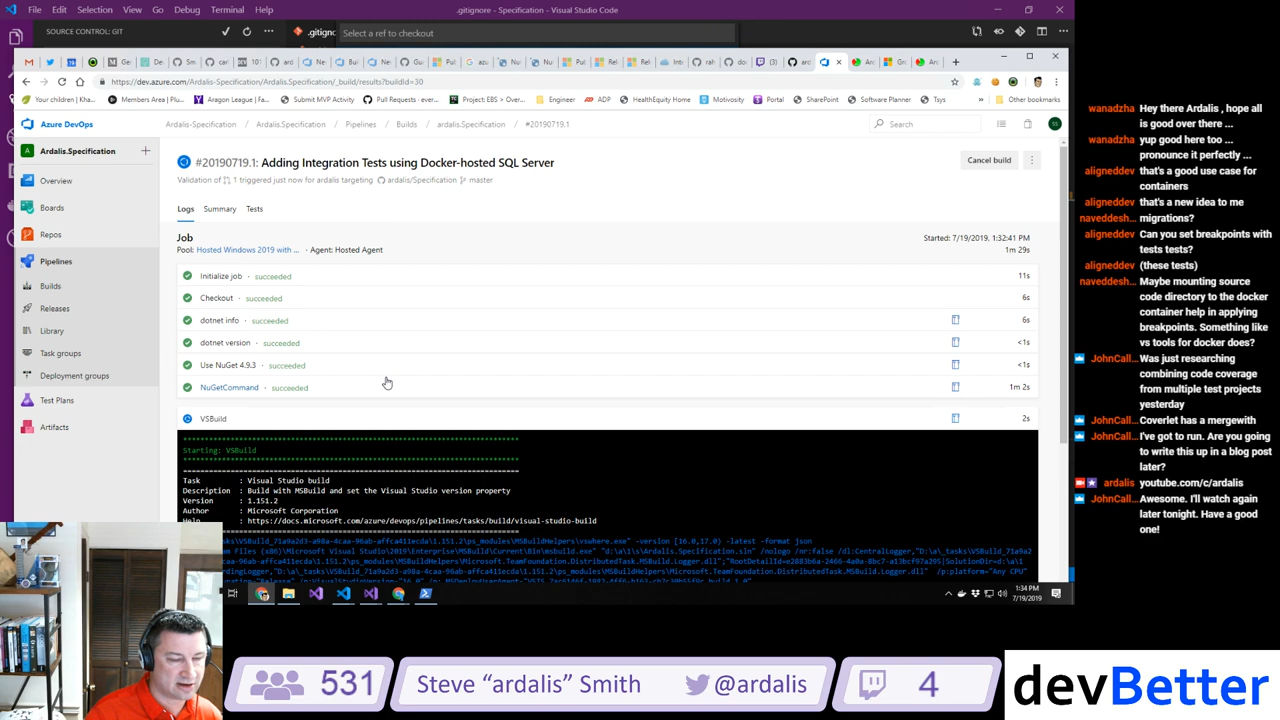 File Edit Selection View Go Debug Terminal Help .gitignore - Specification - Visual Studio Code
SOURCE CONTROL: GIT
.gitignc
Select a ref to checkout
https://dev.azure.com/Ardalis-Specification/_build/results?buildId=30
Your children | Kha... Members Area | Plu... Aragon League | Fa... Submit MVP Activity Pull Requests · ever... Project: EBS > Over... Engineer ADP HealthEquity Home Motivosity Portal SharePoint Software Planner Tsys » Other bookmarks
Azure DevOps
Ardalis-Specification / Ardalis.Specification / Pipelines / Builds / ardalis.Specification / #20190719.1
Search
SS
A Ardalis.Specification +
Overview
Boards
Repos
Pipelines
Builds
Releases
Library
Task groups
Deployment groups
Test Plans
Artifacts
#20190719.1: Adding Integration Tests using Docker-hosted SQL Server
Cancel build
Validation of 1 triggered just now for ardalis targeting ardalis/Specification master
Logs Summary Tests
Job
Started: 7/19/2019, 1:32:41 PM
Pool: Hosted Windows 2019 with ... · Agent: Hosted Agent
1m 29s
Initialize job · succeeded 11s
Checkout · succeeded 6s
dotnet info · succeeded 6s
dotnet version · succeeded <1s
Use NuGet 4.9.3 · succeeded <1s
NuGetCommand · succeeded 1m 2s
VSBuild 2s
Starting: VSBuild
Task : Visual Studio build
Description : Build with MSBuild and set the Visual Studio version property
Version : 1.151.2
Author : Microsoft Corporation
Help : https://docs.microsoft.com/azure/devops/pipelines/tasks/build/visual-studio-build
1:34 PM
7/19/2019
wanadzha Hey there Ardalis , hope all
is good over there ...
wanadzha yup good here too ...
pronounce it perfectly ...
aligneddev that's a good use case for
containers
aligneddev that's a new idea to me
naveddesh... migrations?
aligneddev Can you set breakpoints with
tests tests?
aligneddev (these tests)
naveddesh... Maybe mounting source
code directory to the docker
container help in applying
breakpoints. Something like
vs tools for docker does?
JohnCall... Was just researching
combining code coverage
from multiple test projects
yesterday
JohnCall... Coverlet has a mergewith
JohnCall... I've got to run. Are you going
to write this up in a blog post
later?
ardalis youtube.com/c/ardalis
JohnCall... Awesome. I'll watch again
later tonight. Have a good
one!
531
Steve "ardalis" Smith @ardalis
4
devBetter